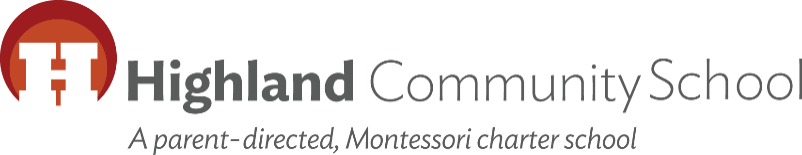 H Highland Community School
A parent-directed, Montessori charter school